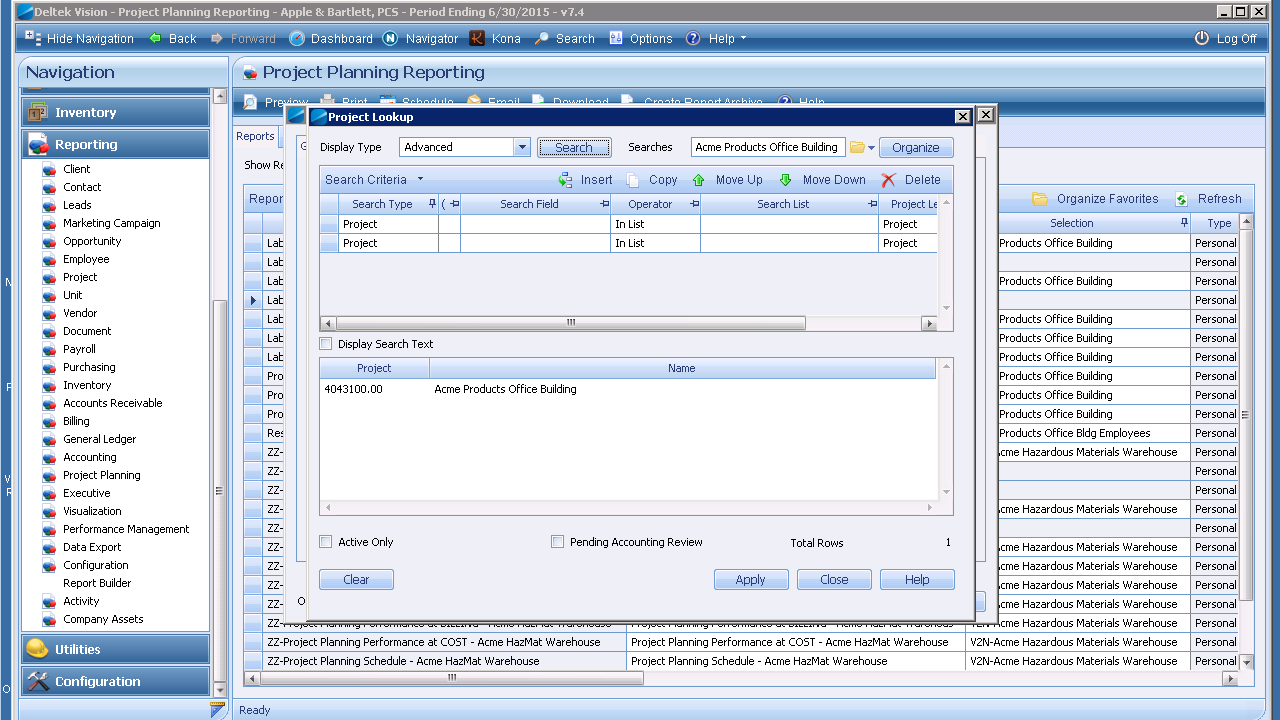 Deltek Vision - Project Planning Reporting - Apple & Bartlett, PCS - Period Ending 6/30/2015 - v7.4
Hide Navigation Back Forward Dashboard Navigator Kona Search Options Help Log Off
Navigation
Project Planning Reporting
Preview Print Schedule Email Download Create Report Archive Help
Inventory
Reporting
Client
Contact
Leads
Marketing Campaign
Opportunity
Employee
Project
Unit
Vendor
Document
Payroll
Purchasing
Inventory
Accounts Receivable
Billing
General Ledger
Accounting
Project Planning
Executive
Visualization
Performance Management
Data Export
Configuration
Report Builder
Activity
Company Assets
Utilities
Configuration
Reports
Show Re
Repor
Lab
Lab
Lab
Lab
Lab
Lab
Lab
Pro
Pro
Pro
Res
ZZ-
ZZ-
ZZ-
ZZ-
ZZ-
ZZ-
ZZ-
ZZ-
ZZ-
Project Lookup
Display Type Advanced Search Searches Acme Products Office Building Organize
Search Criteria Insert Copy Move Up Move Down Delete
Search Type ( Search Field Operator Search List Project Le
Project In List Project
Project In List Project
Display Search Text
Project Name
4043100.00 Acme Products Office Building
Active Only Pending Accounting Review Total Rows 1
Clear Apply Close Help
Organize Favorites Refresh
Selection Type
Products Office Building Personal
Personal
Products Office Building Personal
Personal
Products Office Building Personal
Products Office Building Personal
Products Office Building Personal
Products Office Building Personal
Products Office Building Personal
Products Office Building Personal
Products Office Bldg Employees Personal
cme Hazardous Materials Warehouse Personal
Personal
Personal
cme Hazardous Materials Warehouse Personal
Personal
cme Hazardous Materials Warehouse Personal
cme Hazardous Materials Warehouse Personal
cme Hazardous Materials Warehouse Personal
cme Hazardous Materials Warehouse Personal
V2N-Acme Hazardous Materials Warehouse Personal
ZZ-Project Planning Performance at COST - Acme HazMat Warehouse Project Planning Performance at COST - Acme HazMat Warehouse V2N-Acme Hazardous Materials Warehouse Personal
ZZ-Project Planning Schedule - Acme HazMat Warehouse Project Planning Schedule - Acme HazMat Warehouse V2N-Acme Hazardous Materials Warehouse Personal
Ready